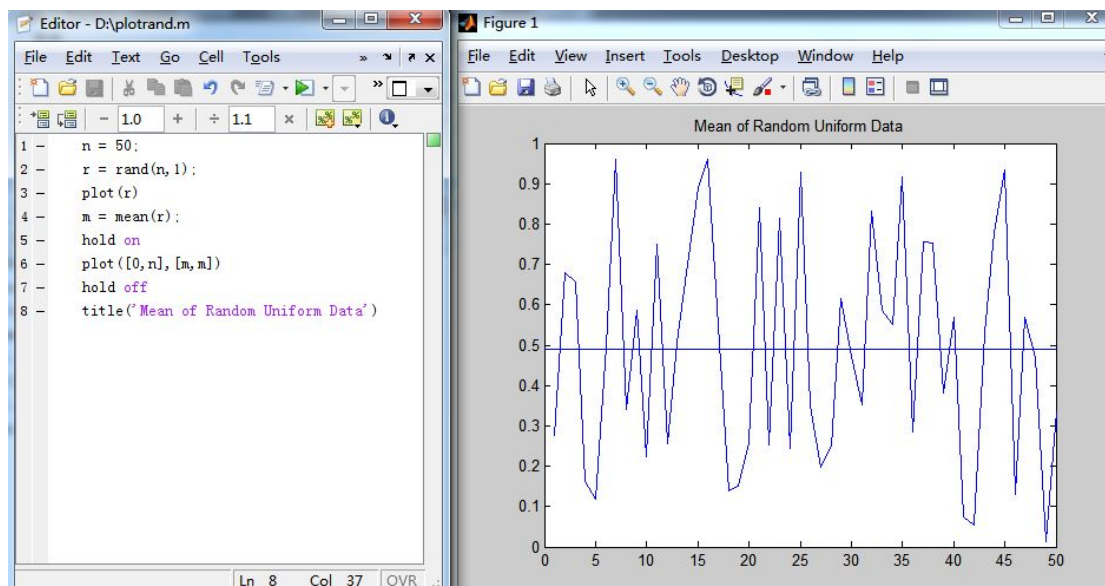 Editor - D:\plotrand.m
File Edit Text Go Cell Tools »
»
− 1.0 + ÷ 1.1 ×
1 − n = 50;
2 − r = rand(n,1);
3 − plot(r)
4 − m = mean(r);
5 − hold on
6 − plot([0,n],[m,m])
7 − hold off
8 − title('Mean of Random Uniform Data')
Ln 8 Col 37 OVR
Figure 1
File Edit View Insert Tools Desktop Window Help
Mean of Random Uniform Data
1
0.9
0.8
0.7
0.6
0.5
0.4
0.3
0.2
0.1
0
0 5 10 15 20 25 30 35 40 45 50